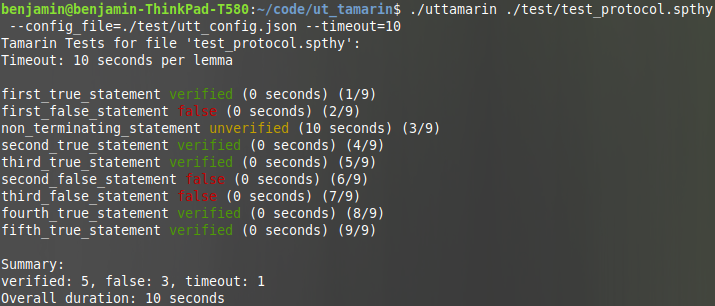 benjamin@benjamin-ThinkPad-T580:~/code/ut_tamarin$ ./uttamarin ./test/test_protocol.spthy
 --config_file=./test/utt_config.json --timeout=10
Tamarin Tests for file 'test_protocol.spthy':
Timeout: 10 seconds per lemma
first_true_statement verified (0 seconds) (1/9)
first_false_statement false (0 seconds) (2/9)
non_terminating_statement unverified (10 seconds) (3/9)
second_true_statement verified (0 seconds) (4/9)
third_true_statement verified (0 seconds) (5/9)
second_false_statement false (0 seconds) (6/9)
third_false_statement false (0 seconds) (7/9)
fourth_true_statement verified (0 seconds) (8/9)
fifth_true_statement verified (0 seconds) (9/9)
Summary:
verified: 5, false: 3, timeout: 1
Overall duration: 10 seconds